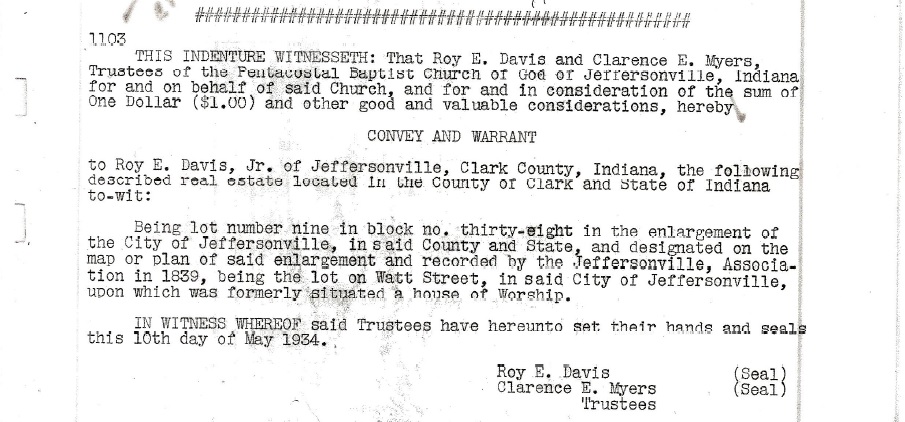 ################################################
1103
THIS INDENTURE WITNESSETH: That Roy E. Davis and Clarence E. Myers,
Trustees of the Pentacostal Baptist Church of God of Jeffersonville, Indiana
for and on behalf of said Church, and for and in consideration of the sum of
One Dollar ($1.00) and other good and valuable considerations, hereby
CONVEY AND WARRANT
to Roy E. Davis, Jr. of Jeffersonville, Clark County, Indiana, the following
described real estate located in the County of Clark and State of Indiana
to-wit:
Being lot number nine in block no. thirty-eight in the enlargement of
the City of Jeffersonville, in said County and State, and designated on the
map or plan of said enlargement and recorded by the Jeffersonville, Associa-
tion in 1839, being the lot on Watt Street, in said City of Jeffersonville,
upon which was formerly situated a house of Worship.
IN WITNESS WHEREOF said Trustees have hereunto set their hands and seals
this 10th day of May 1934.
Roy E. Davis (Seal)
Clarence E. Myers (Seal)
Trustees